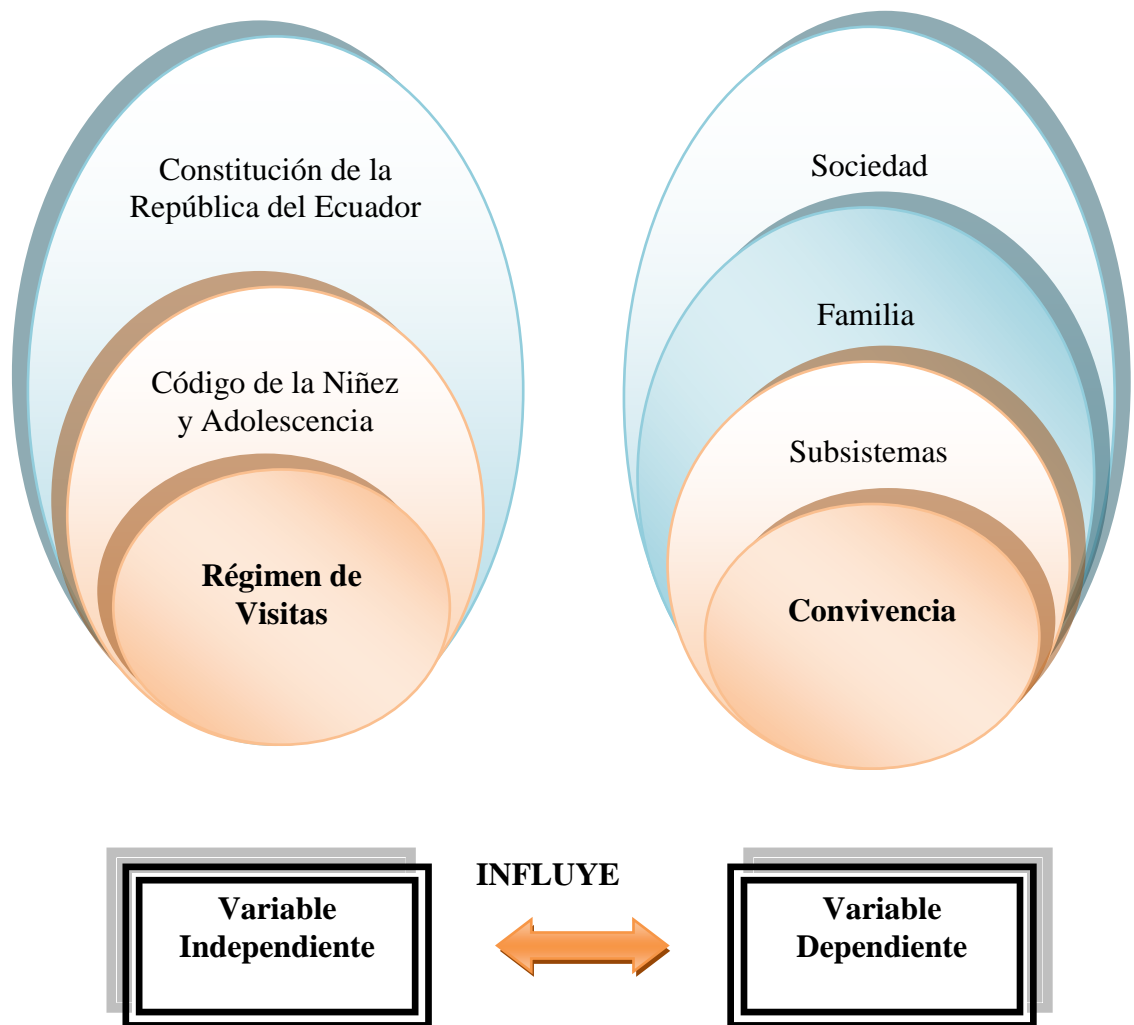 Constitución de la
República del Ecuador
Código de la Niñez
y Adolescencia
Régimen de
Visitas
Sociedad
Familia
Subsistemas
Convivencia
INFLUYE
Variable
Independiente
Variable
Dependiente